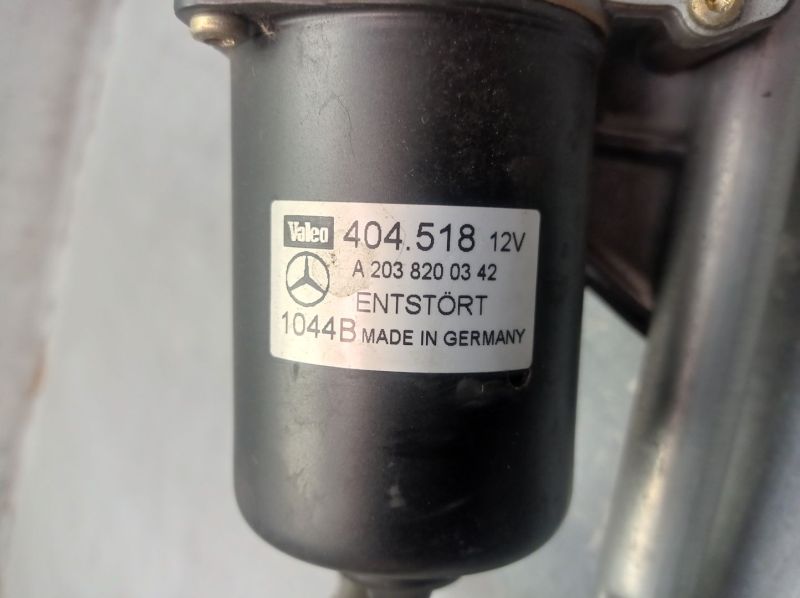 Valeo 404.518 12V
A 203 820 03 42
ENTSTÖRT
1044B MADE IN GERMANY